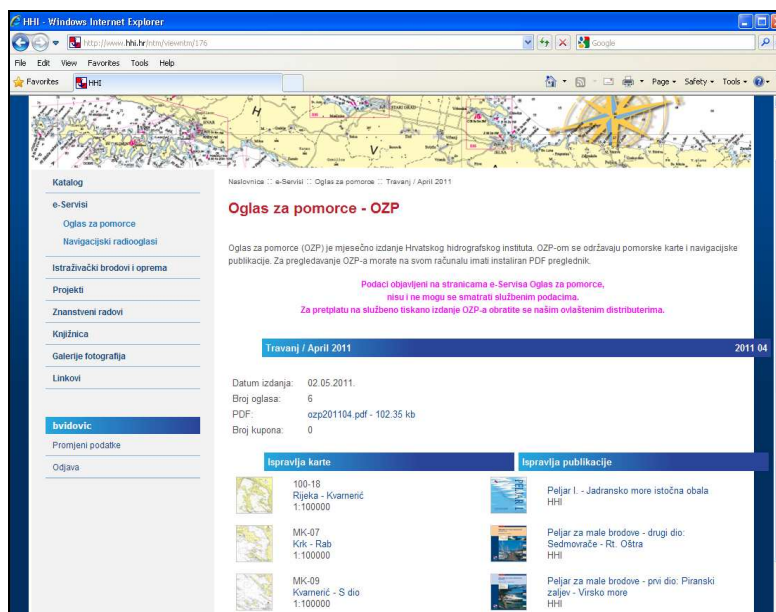 HHI - Windows Internet Explorer
http://www.hhi.hr/ntm/viewntm/176
Google
File Edit View Favorites Tools Help
Favorites HHI
Page Safety Tools
Katalog
e-Servisi
Oglas za pomorce
Navigacijski radiooglasi
Istraživački brodovi i oprema
Projekti
Znanstveni radovi
Knjižnica
Galerije fotografija
Linkovi
bvidovic
Promjeni podatke
Odjava
Naslovnica :: e-Servisi :: Oglas za pomorce :: Travanj / April 2011
Oglas za pomorce - OZP
Oglas za pomorce (OZP) je mjesečno izdanje Hrvatskog hidrografskog instituta. OZP-om se održavaju pomorske karte i navigacijske
publikacije. Za pregledavanje OZP-a morate na svom računalu imati instaliran PDF preglednik.
Podaci objavljeni na stranicama e-Servisa Oglas za pomorce,
nisu i ne mogu se smatrati službenim podacima.
Za pretplatu na službeno tiskano izdanje OZP-a obratite se našim ovlaštenim distributerima.
Travanj / April 2011 2011 04
Datum izdanja: 02.05.2011.
Broj oglasa: 6
PDF: ozp201104.pdf - 102.35 kb
Broj kupona: 0
Ispravlja karte
100-18
Rijeka - Kvarnerić
1:100000
MK-07
Krk - Rab
1:100000
MK-09
Kvarnerić - S dio
1:100000
Ispravlja publikacije
Peljar I. - Jadransko more istočna obala
HHI
Peljar za male brodove - drugi dio:
Sedmovraće - Rt. Oštra
HHI
Peljar za male brodove - prvi dio: Piranski
zaljev - Virsko more
HHI